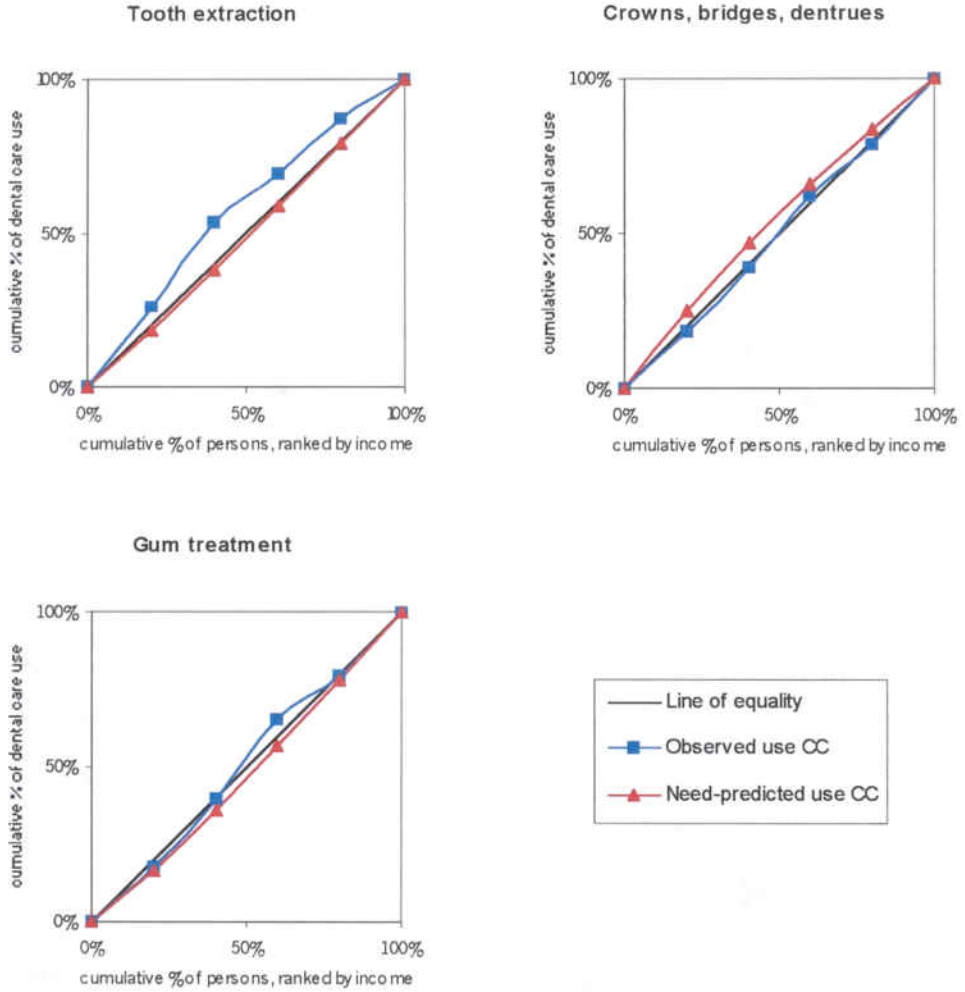 Tooth extraction
100%
50%
0%
0%
50%
100%
cumulative % of dental care use
cumulative % of persons, ranked by income
Crowns, bridges, dentrues
100%
50%
0%
0%
50%
100%
cumulative % of dental care use
cumulative % of persons, ranked by income
Gum treatment
100%
50%
0%
0%
50%
100%
cumulative % of dental care use
cumulative % of persons, ranked by income
Line of equality
Observed use CC
Need-predicted use CC